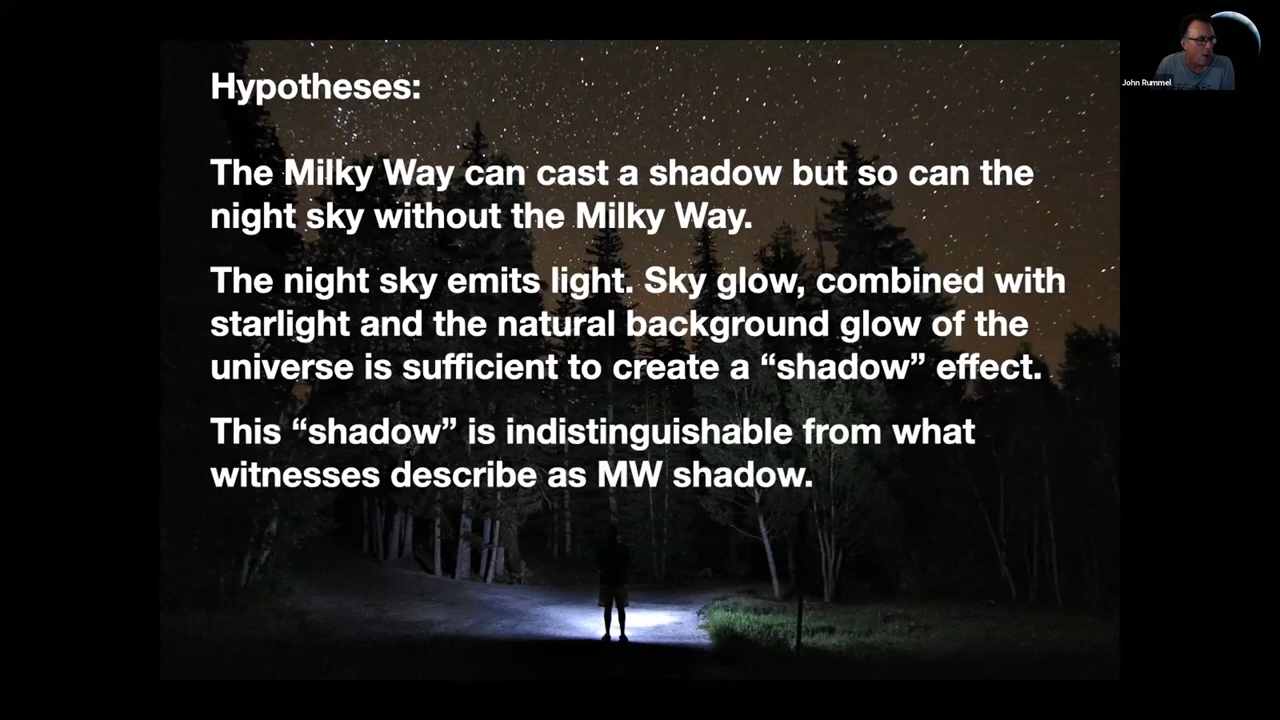 Hypotheses:
The Milky Way can cast a shadow but so can the
night sky without the Milky Way.
The night sky emits light. Sky glow, combined with
starlight and the natural background glow of the
universe is sufficient to create a “shadow” effect.
This “shadow” is indistinguishable from what
witnesses describe as MW shadow.
John Rummel